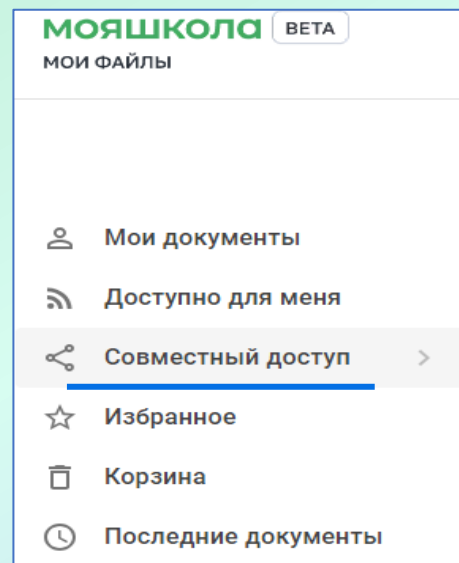 мояшкола BETA
МОИ ФАЙЛЫ
Мои документы
Доступно для меня
Совместный доступ
Избранное
Корзина
Последние документы